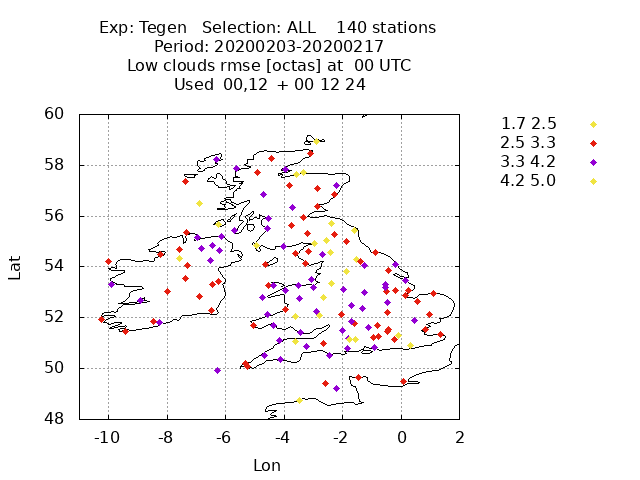 Exp: Tegen   Selection: ALL    140 stations
Period: 20200203-20200217
Low clouds rmse [octas] at  00 UTC
Used  00,12  + 00 12 24
1.7 2.5
2.5 3.3
3.3 4.2
4.2 5.0
60
58
56
54
52
50
48
Lat
-10 -8 -6 -4 -2 0 2
Lon